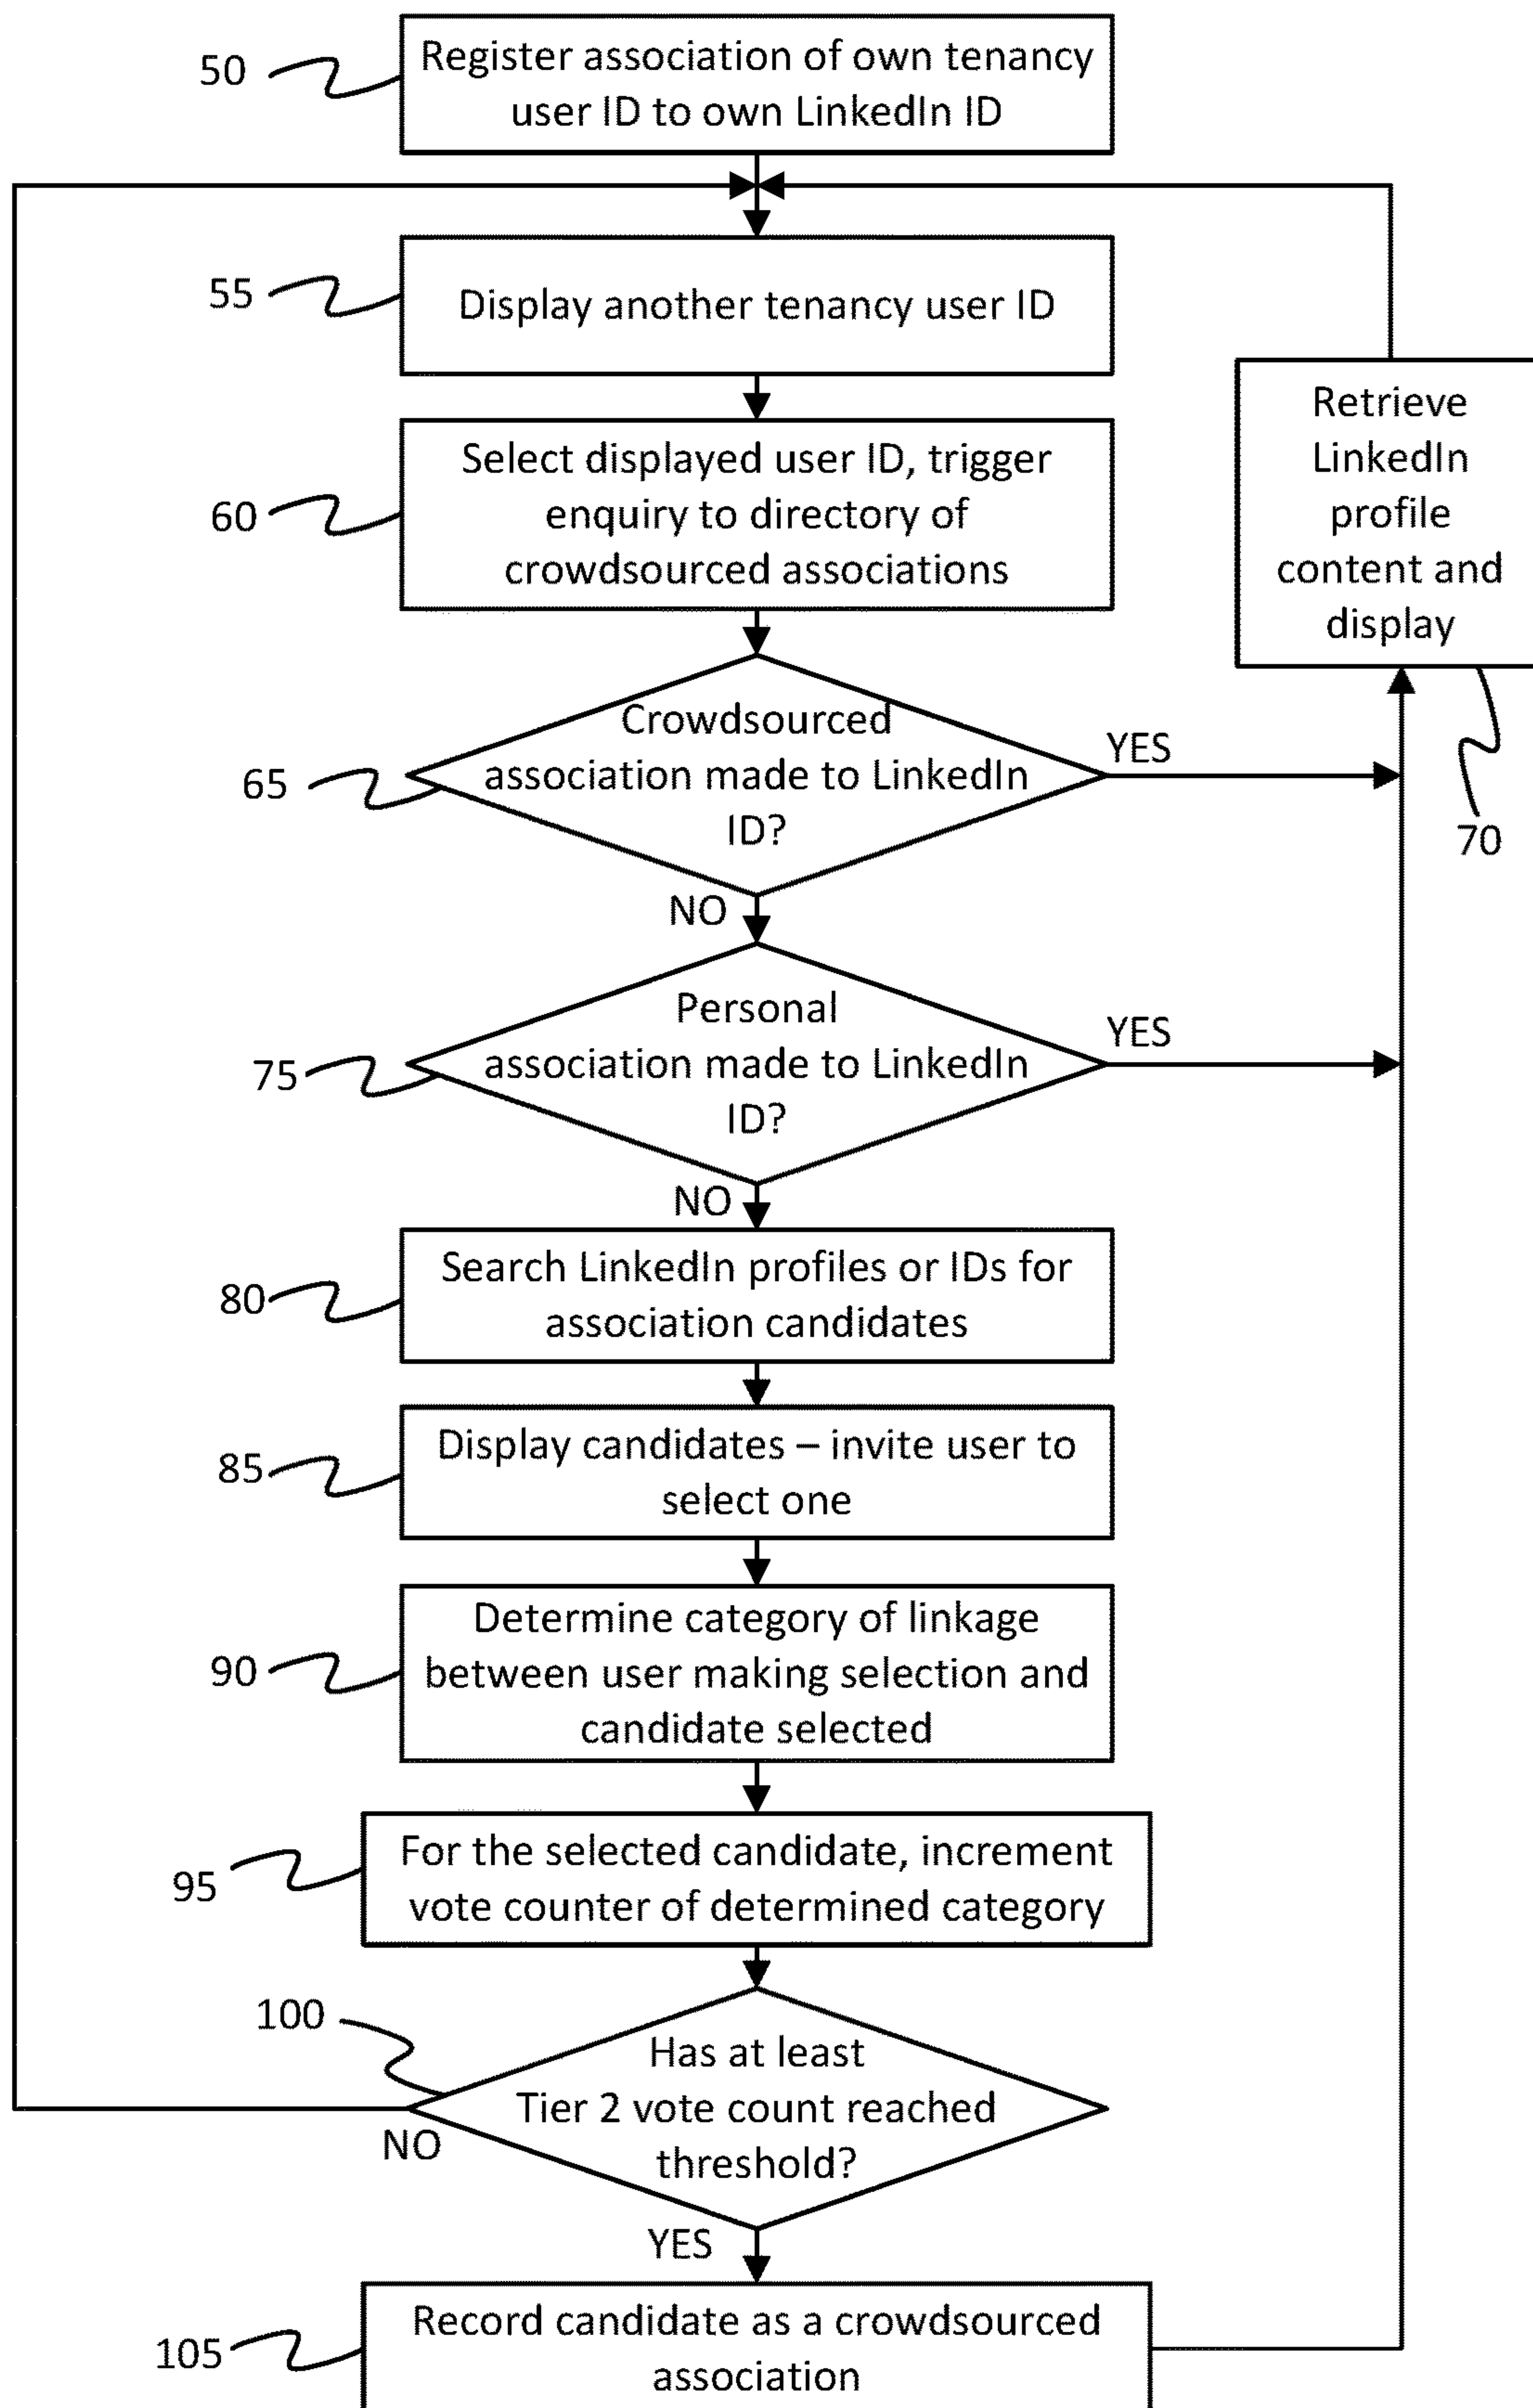 50
Register association of own tenancy
user ID to own LinkedIn ID
55
Display another tenancy user ID
60
Select displayed user ID, trigger
enquiry to directory of
crowdsourced associations
Retrieve
LinkedIn
profile
content and
display
70
65
Crowdsourced
association made to LinkedIn
ID?
YES
NO
75
Personal
association made to LinkedIn
ID?
YES
NO
80
Search LinkedIn profiles or IDs for
association candidates
85
Display candidates – invite user to
select one
90
Determine category of linkage
between user making selection and
candidate selected
95
For the selected candidate, increment
vote counter of determined category
100
Has at least
Tier 2 vote count reached
threshold?
NO
YES
105
Record candidate as a crowdsourced
association